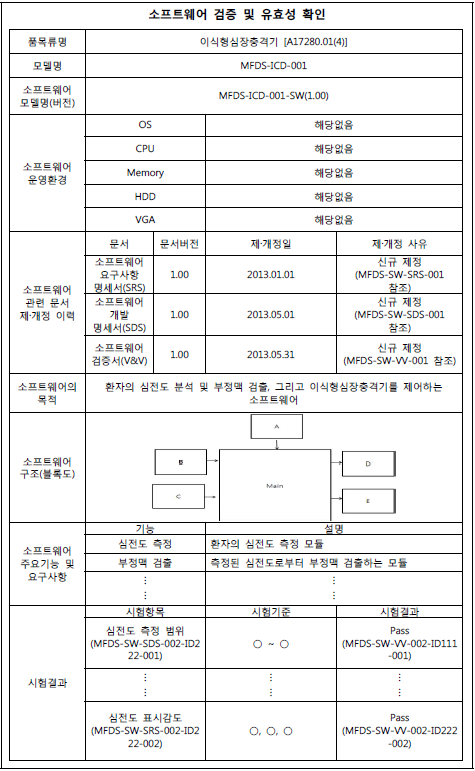 소프트웨어 검증 및 유효성 확인
품목류명
이식형심장충격기 [A17280.01(4)]
모델명
MFDS-ICD-001
소프트웨어
모델명(버전)
MFDS-ICD-001-SW(1.00)
소프트웨어
운영환경
OS
해당없음
CPU
해당없음
Memory
해당없음
HDD
해당없음
VGA
해당없음
소프트웨어
관련 문서
제·개정 이력
문서
문서버전
제·개정일
제·개정 사유
소프트웨어
요구사항
명세서(SRS)
1.00
2013.01.01
신규 제정
(MFDS-SW-SRS-001
참조)
소프트웨어
개발
명세서(SDS)
1.00
2013.05.01
신규 제정
(MFDS-SW-SDS-001
참조)
소프트웨어
검증서(V&V)
1.00
2013.05.31
신규 제정
(MFDS-SW-VV-001 참조)
소프트웨어의
목적
환자의 심전도 분석 및 부정맥 검출, 그리고 이식형심장충격기를 제어하는
소프트웨어
소프트웨어
구조(블록도)
A
B
C
Main
D
E
소프트웨어
주요기능 및
요구사항
기능
설명
심전도 측정
환자의 심전도 측정 모듈
부정맥 검출
측정된 심전도로부터 부정맥 검출하는 모듈
⋮
⋮
시험결과
시험항목
시험기준
시험결과
심전도 측정 범위
(MFDS-SW-SDS-002-ID2
22-001)
○ ~ ○
Pass
(MFDS-SW-VV-002-ID111
-001)
⋮
⋮
⋮
심전도 표시감도
(MFDS-SW-SRS-002-ID2
22-002)
○, ○, ○
Pass
(MFDS-SW-VV-002-ID222
-002)